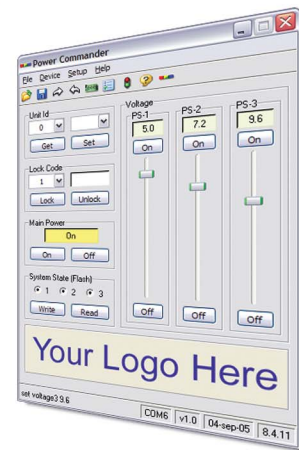 Power Commander
File Device Setup Help
Unit Id
0
Get Set
Lock Code
1
Lock Unlock
Main Power
On
On Off
System State (Flash)
1 2 3
Write Read
Voltage
PS-1 PS-2 PS-3
5.0 7.2 9.6
On On On
Off Off Off
Your Logo Here
set voltage3 9.6
COM6 v1.0 04-sep-05 8.4.11